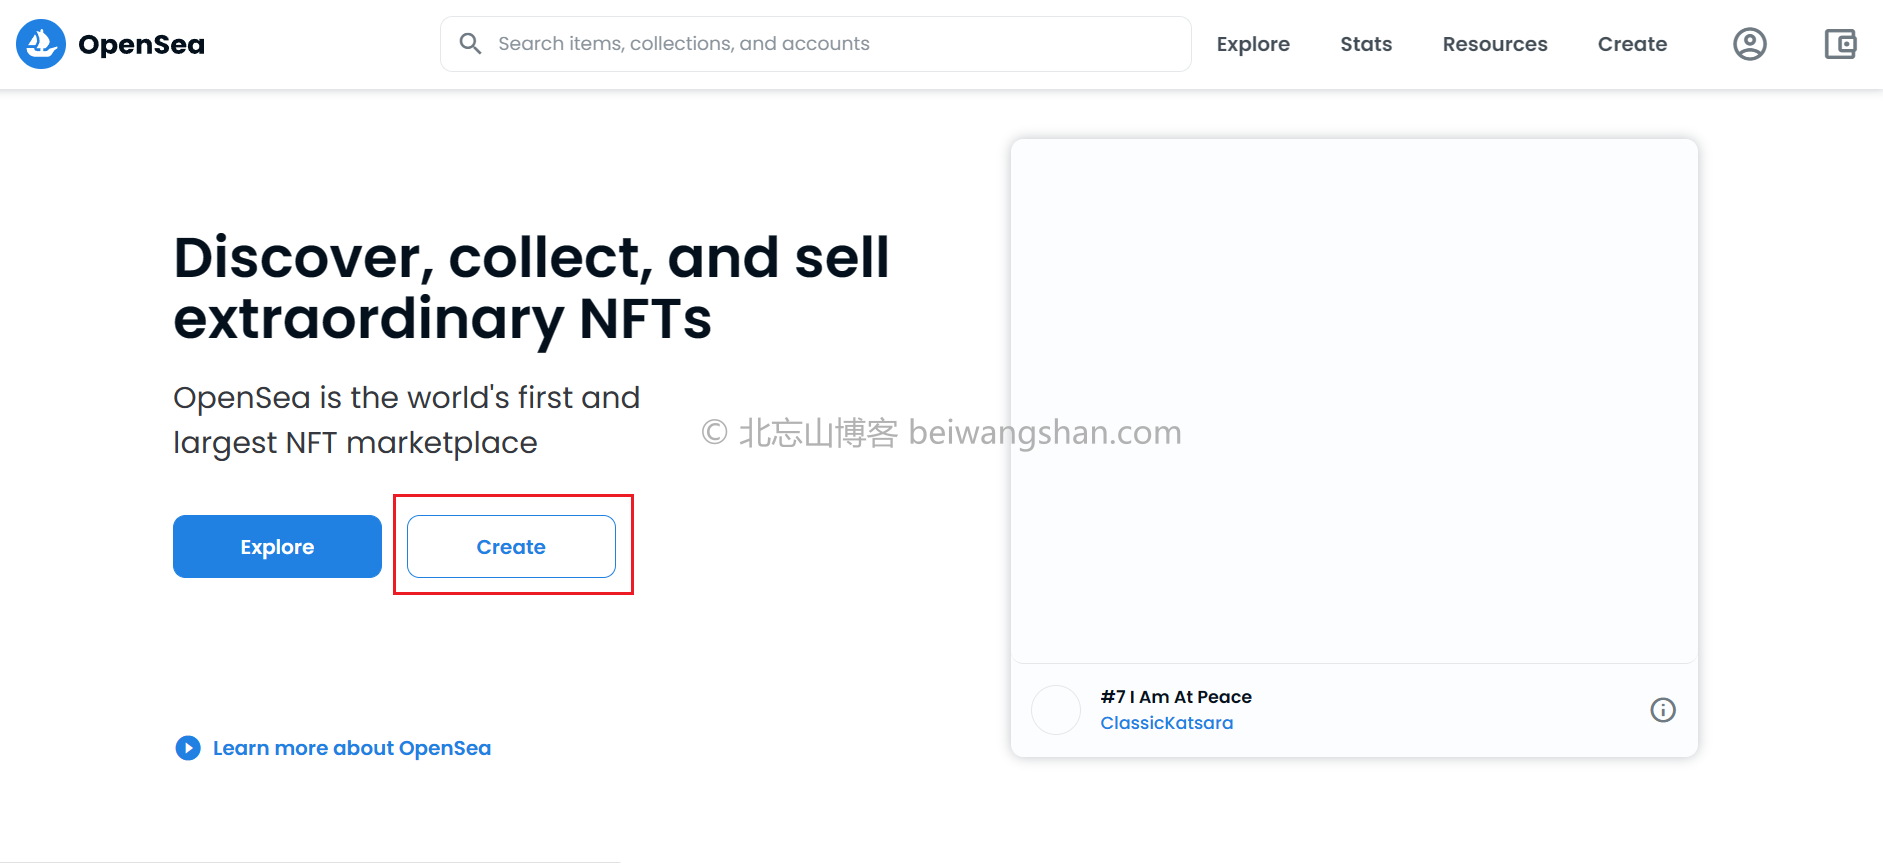 OpenSea
Search items, collections, and accounts
Explore
Stats
Resources
Create
Discover, collect, and sell
extraordinary NFTs
OpenSea is the world's first and
largest NFT marketplace
© 北忘山博客 beiwangshan.com
Explore
Create
#7 I Am At Peace
ClassicKatsara
Learn more about OpenSea